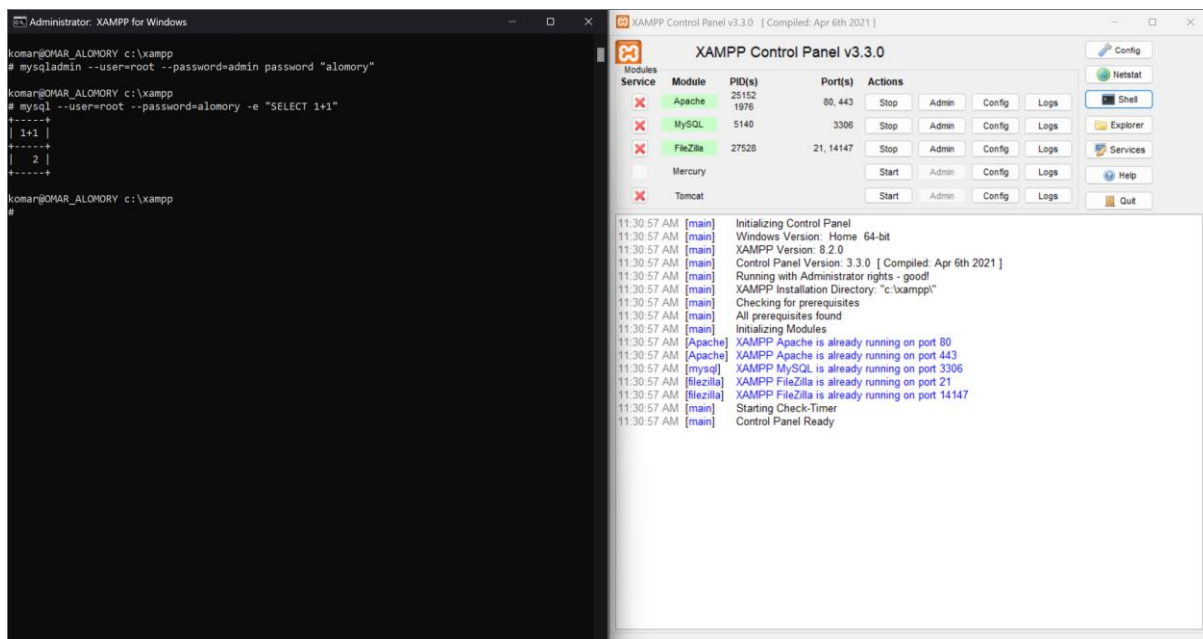 Administrator: XAMPP for Windows
komar@OMAR_ALOMORY c:\xampp
# mysqladmin --user=root --password=admin password "alomory"
komar@OMAR_ALOMORY c:\xampp
# mysql --user=root --password=alomory -e "SELECT 1+1"
+-----+
| 1+1 |
+-----+
|   2 |
+-----+
komar@OMAR_ALOMORY c:\xampp
#
XAMPP Control Panel v3.3.0 [ Compiled: Apr 6th 2021 ]
XAMPP Control Panel v3.3.0
Config
Modules
Service Module PID(s) Port(s) Actions
Netstat
Apache 25152 1976 80, 443 Stop Admin Config Logs
Shell
MySQL 5140 3306 Stop Admin Config Logs
Explorer
FileZilla 27528 21, 14147 Stop Admin Config Logs
Services
Mercury Start Admin Config Logs
Help
Tomcat Start Admin Config Logs
Quit
11:30:57 AM [main] Initializing Control Panel
11:30:57 AM [main] Windows Version: Home 64-bit
11:30:57 AM [main] XAMPP Version: 8.2.0
11:30:57 AM [main] Control Panel Version: 3.3.0 [ Compiled: Apr 6th 2021 ]
11:30:57 AM [main] Running with Administrator rights - good!
11:30:57 AM [main] XAMPP Installation Directory: "c:\xampp\"
11:30:57 AM [main] Checking for prerequisites
11:30:57 AM [main] All prerequisites found
11:30:57 AM [main] Initializing Modules
11:30:57 AM [Apache] XAMPP Apache is already running on port 80
11:30:57 AM [Apache] XAMPP Apache is already running on port 443
11:30:57 AM [mysql] XAMPP MySQL is already running on port 3306
11:30:57 AM [filezilla] XAMPP FileZilla is already running on port 21
11:30:57 AM [filezilla] XAMPP FileZilla is already running on port 14147
11:30:57 AM [main] Starting Check-Timer
11:30:57 AM [main] Control Panel Ready